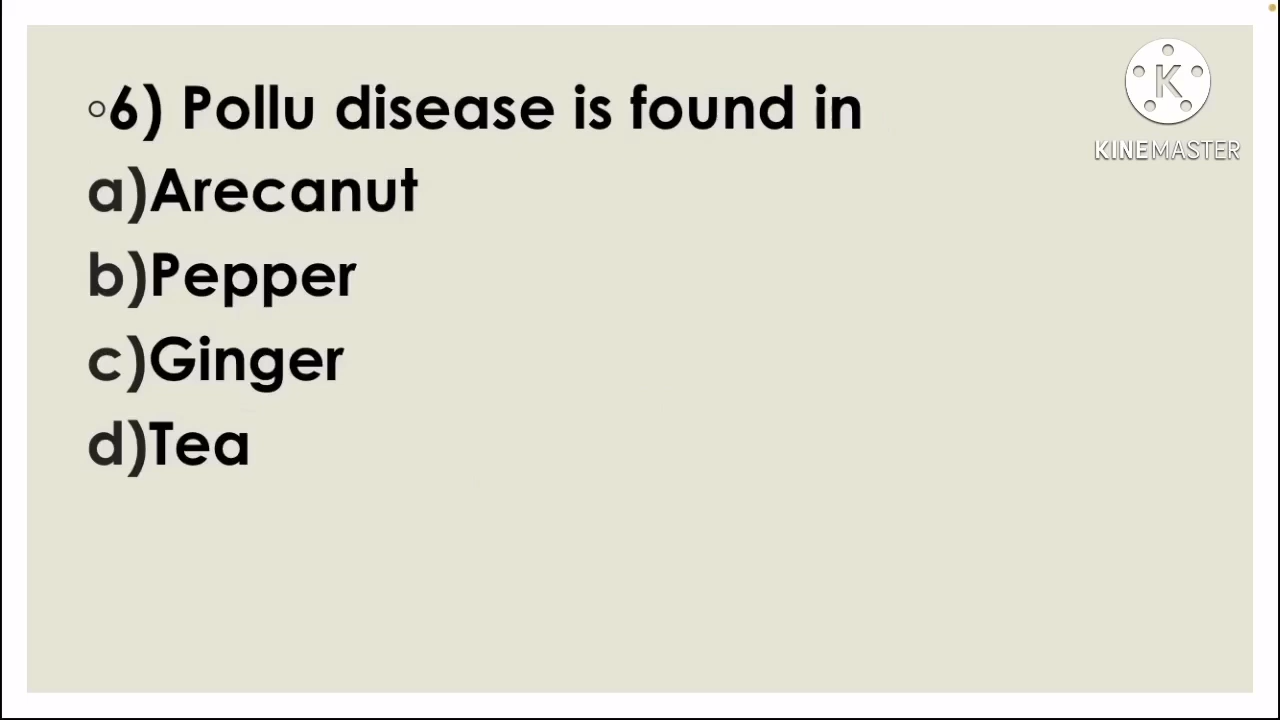 ◦6) Pollu disease is found in
a)Arecanut
b)Pepper
c)Ginger
d)Tea
K
KINEMASTER